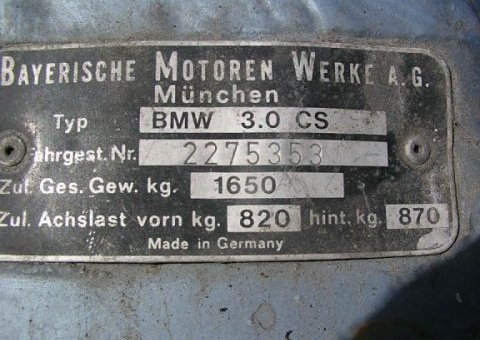 BAYERISCHE MOTOREN WERKE A.G.
München
Typ BMW 3.0 CS
ahrgest. Nr. 2275353
Zul. Ges. Gew. kg. 1650
Zul. Achslast vorn kg. 820 hint. kg. 870
Made in Germany